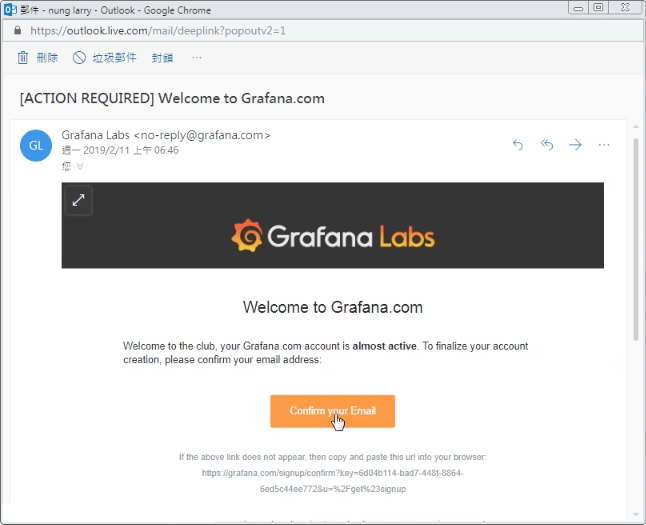 郵件 - nung larry - Outlook - Google Chrome
https://outlook.live.com/mail/deeplink?popoutv2=1
刪除 垃圾郵件 封鎖 ···
[ACTION REQUIRED] Welcome to Grafana.com
GL
Grafana Labs <no-reply@grafana.com>
週一 2019/2/11 上午 06:46
您
Grafana Labs
Welcome to Grafana.com
Welcome to the club, your Grafana.com account is almost active. To finalize your account
creation, please confirm your email address:
Confirm your Email
If the above link does not appear, then copy and paste this url into your browser:
https://grafana.com/signup/confirm?key=6d04b114-bad7-448f-8864-
6ed5c44ee772&u=%2Fget%23signup